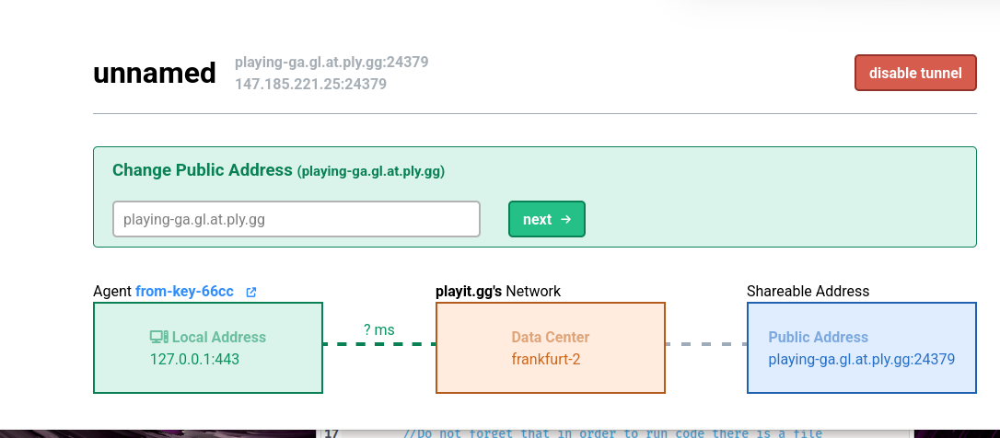 unnamed
playing-ga.gl.at.ply.gg:24379
147.185.221.25:24379
disable tunnel
Change Public Address (playing-ga.gl.at.ply.gg)
playing-ga.gl.at.ply.gg
next →
Agent from-key-66cc
playit.gg's Network
Shareable Address
Local Address
127.0.0.1:443
? ms
Data Center
frankfurt-2
Public Address
playing-ga.gl.at.ply.gg:24379
17 //Do not forget that in order to run code there is a file